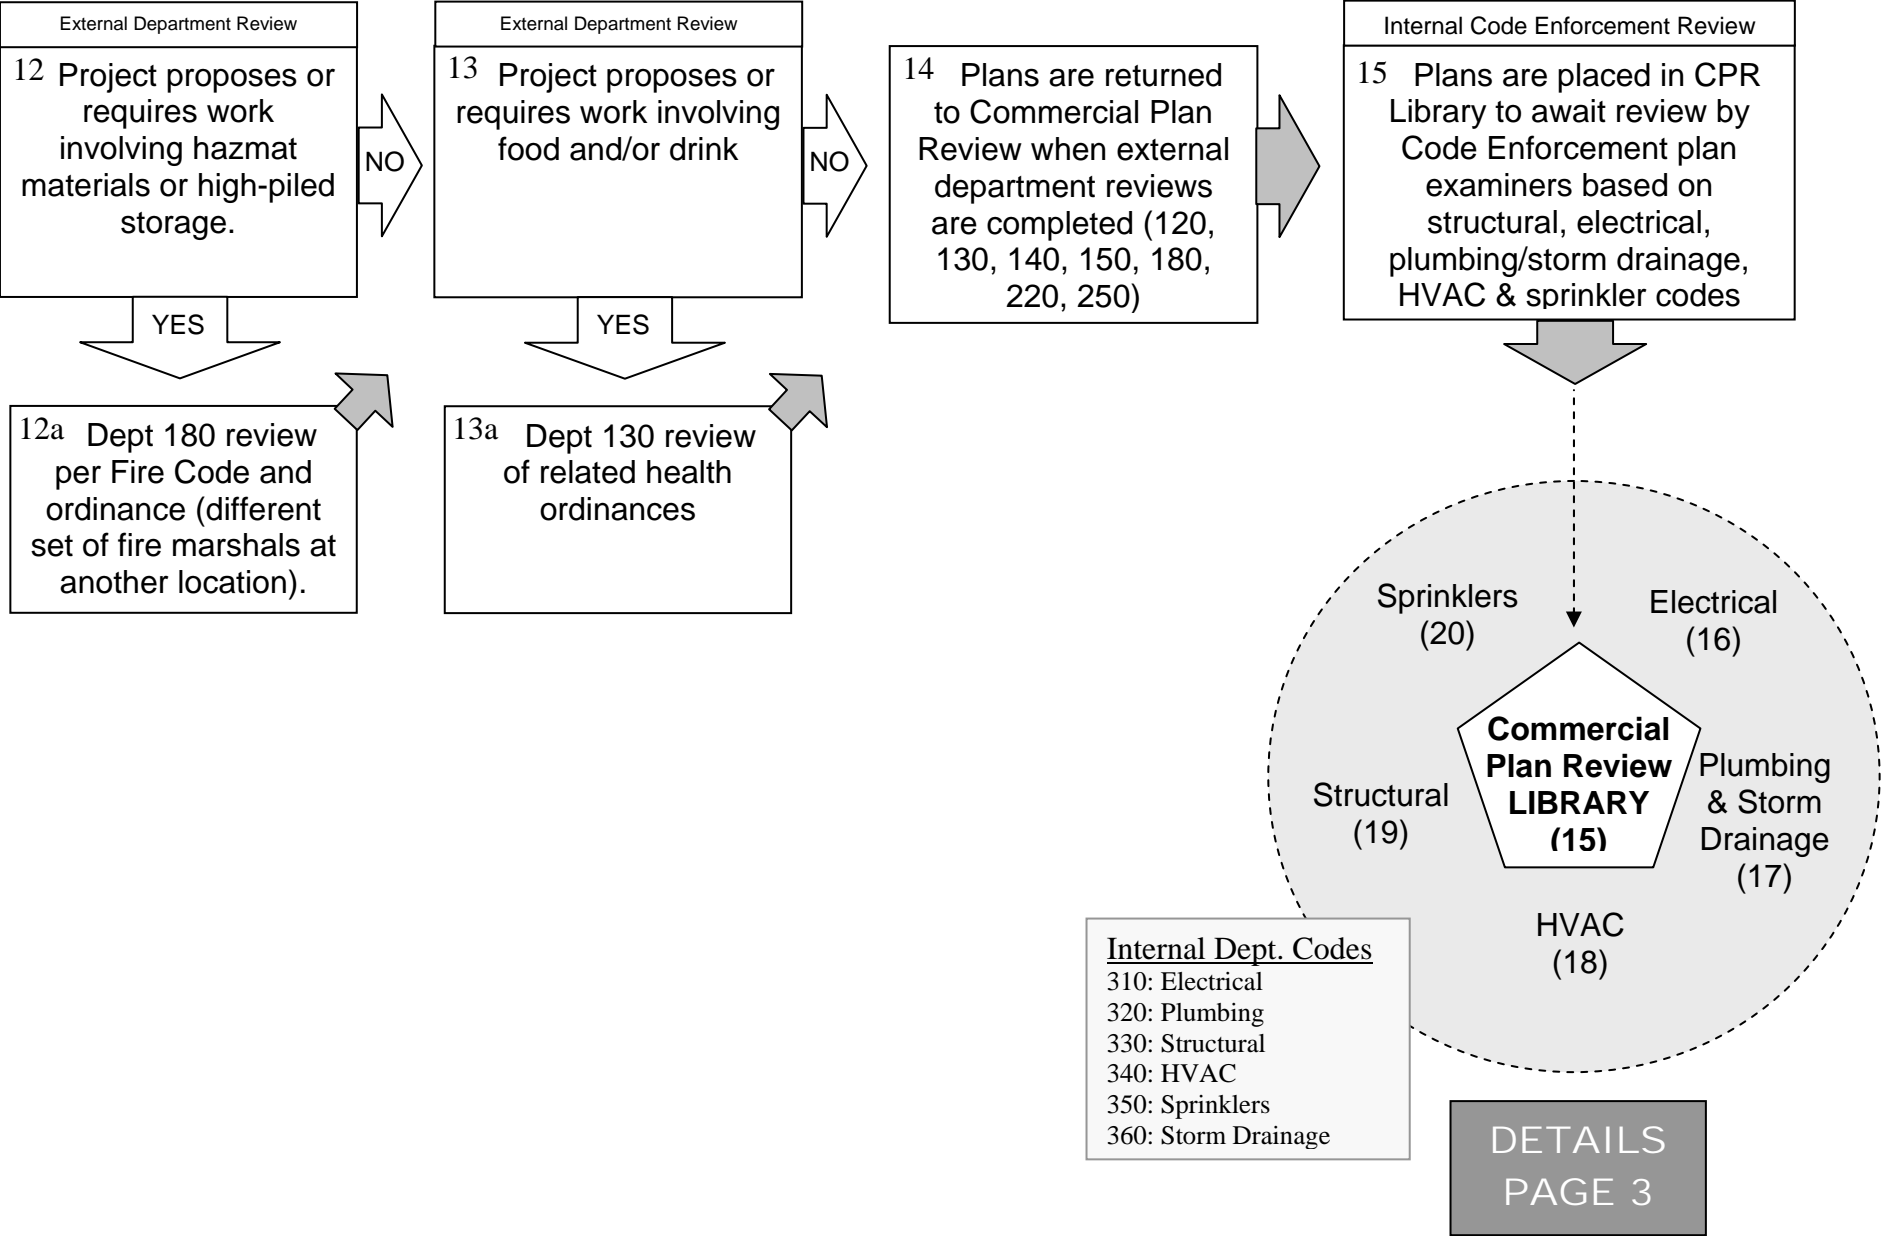 External Department Review
12 Project proposes or
requires work
involving hazmat
materials or high-piled
storage.
NO
YES
12a Dept 180 review
per Fire Code and
ordinance (different
set of fire marshals at
another location).
External Department Review
13 Project proposes or
requires work involving
food and/or drink
NO
YES
13a Dept 130 review
of related health
ordinances
14 Plans are returned
to Commercial Plan
Review when external
department reviews
are completed (120,
130, 140, 150, 180,
220, 250)
Internal Code Enforcement Review
15 Plans are placed in CPR
Library to await review by
Code Enforcement plan
examiners based on
structural, electrical,
plumbing/storm drainage,
HVAC & sprinkler codes
Sprinklers
(20)
Electrical
(16)
Commercial
Plan Review
LIBRARY
(15)
Plumbing
& Storm
Drainage
(17)
Structural
(19)
HVAC
(18)
Internal Dept. Codes
310: Electrical
320: Plumbing
330: Structural
340: HVAC
350: Sprinklers
360: Storm Drainage
DETAILS
PAGE 3